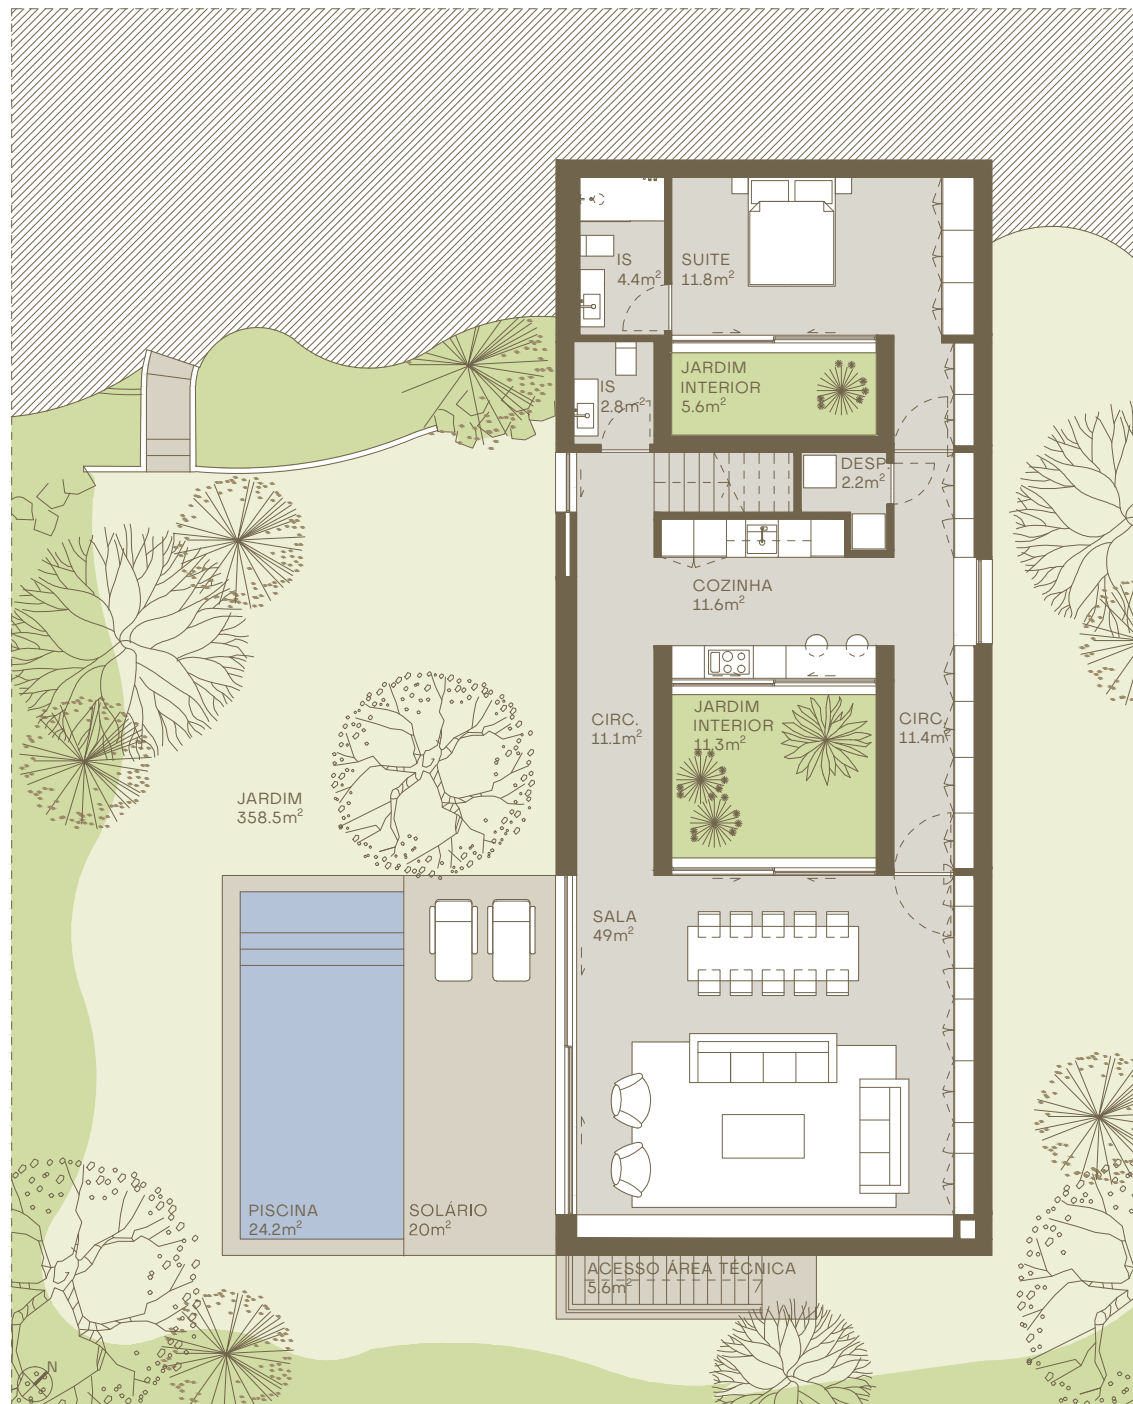 IS
4.4m²
SUITE
11.8m²
JARDIM
INTERIOR
5.6m²
IS
2.8m²
DESP.
2.2m²
COZINHA
11.6m²
CIRC.
11.1m²
JARDIM
INTERIOR
11.3m²
CIRC.
11.4m²
JARDIM
358.5m²
SALA
49m²
PISCINA
24.2m²
SOLÁRIO
20m²
ACESSO ÁREA TÉCNICA
5.6m²
N